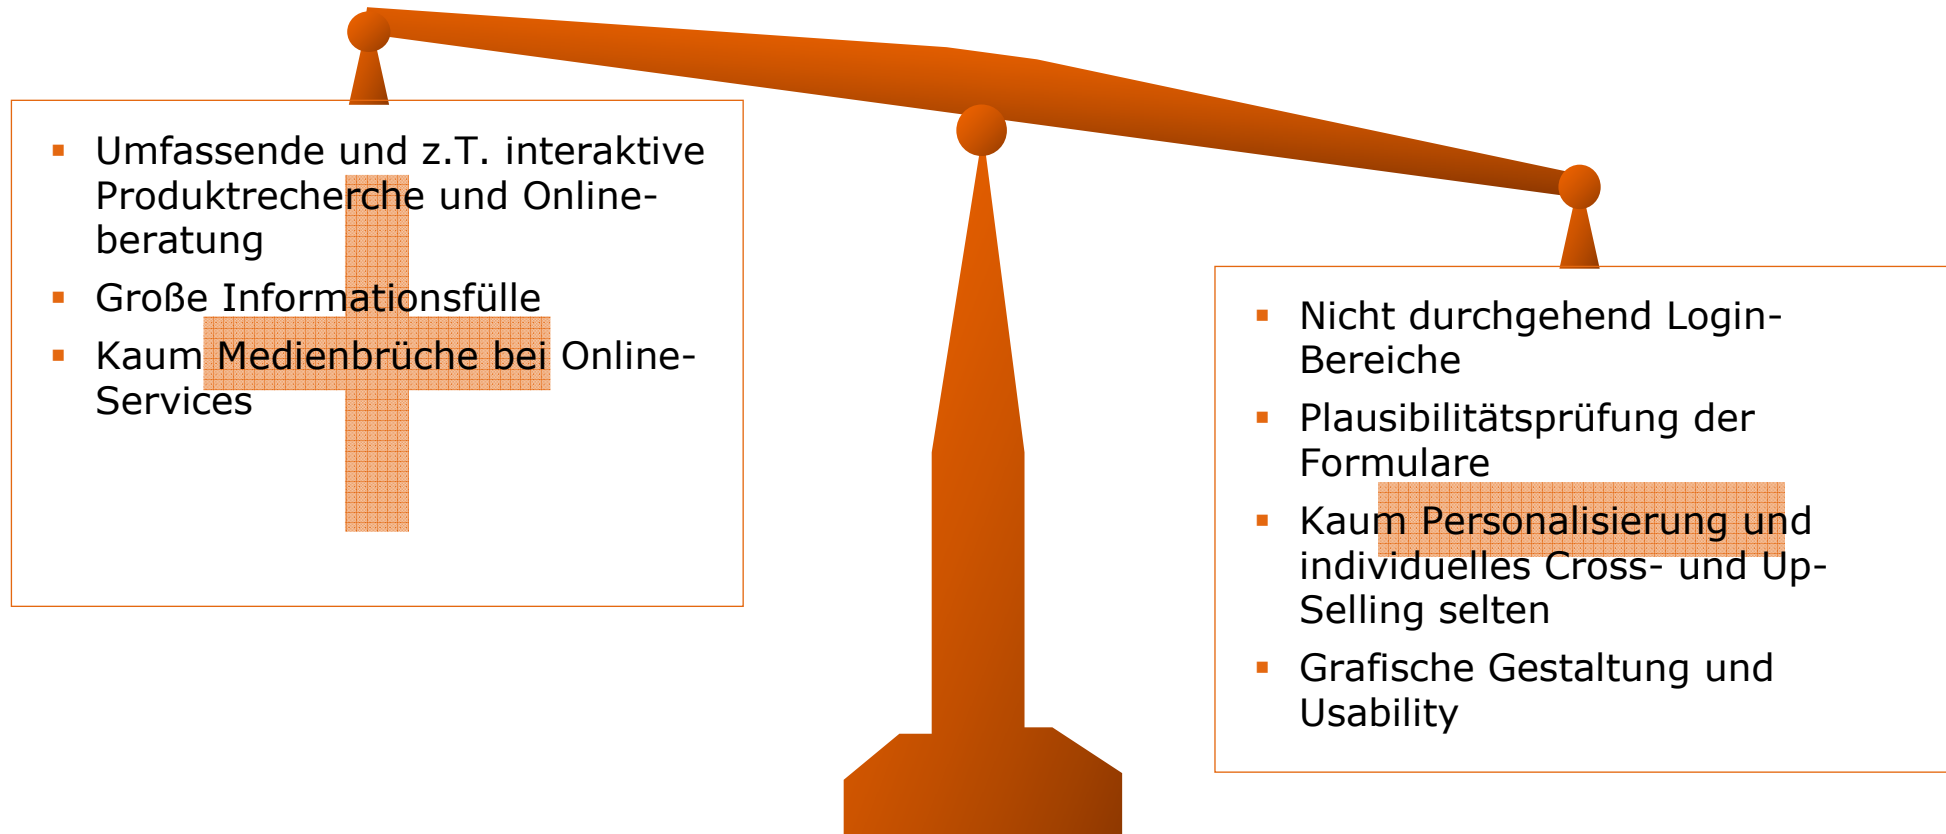 Umfassende und z.T. interaktive
Produktrecherche und Online-
beratung
Große Informationsfülle
Kaum Medienbrüche bei Online-
Services
Nicht durchgehend Login-
Bereiche
Plausibilitätsprüfung der
Formulare
Kaum Personalisierung und
individuelles Cross- und Up-
Selling selten
Grafische Gestaltung und
Usability